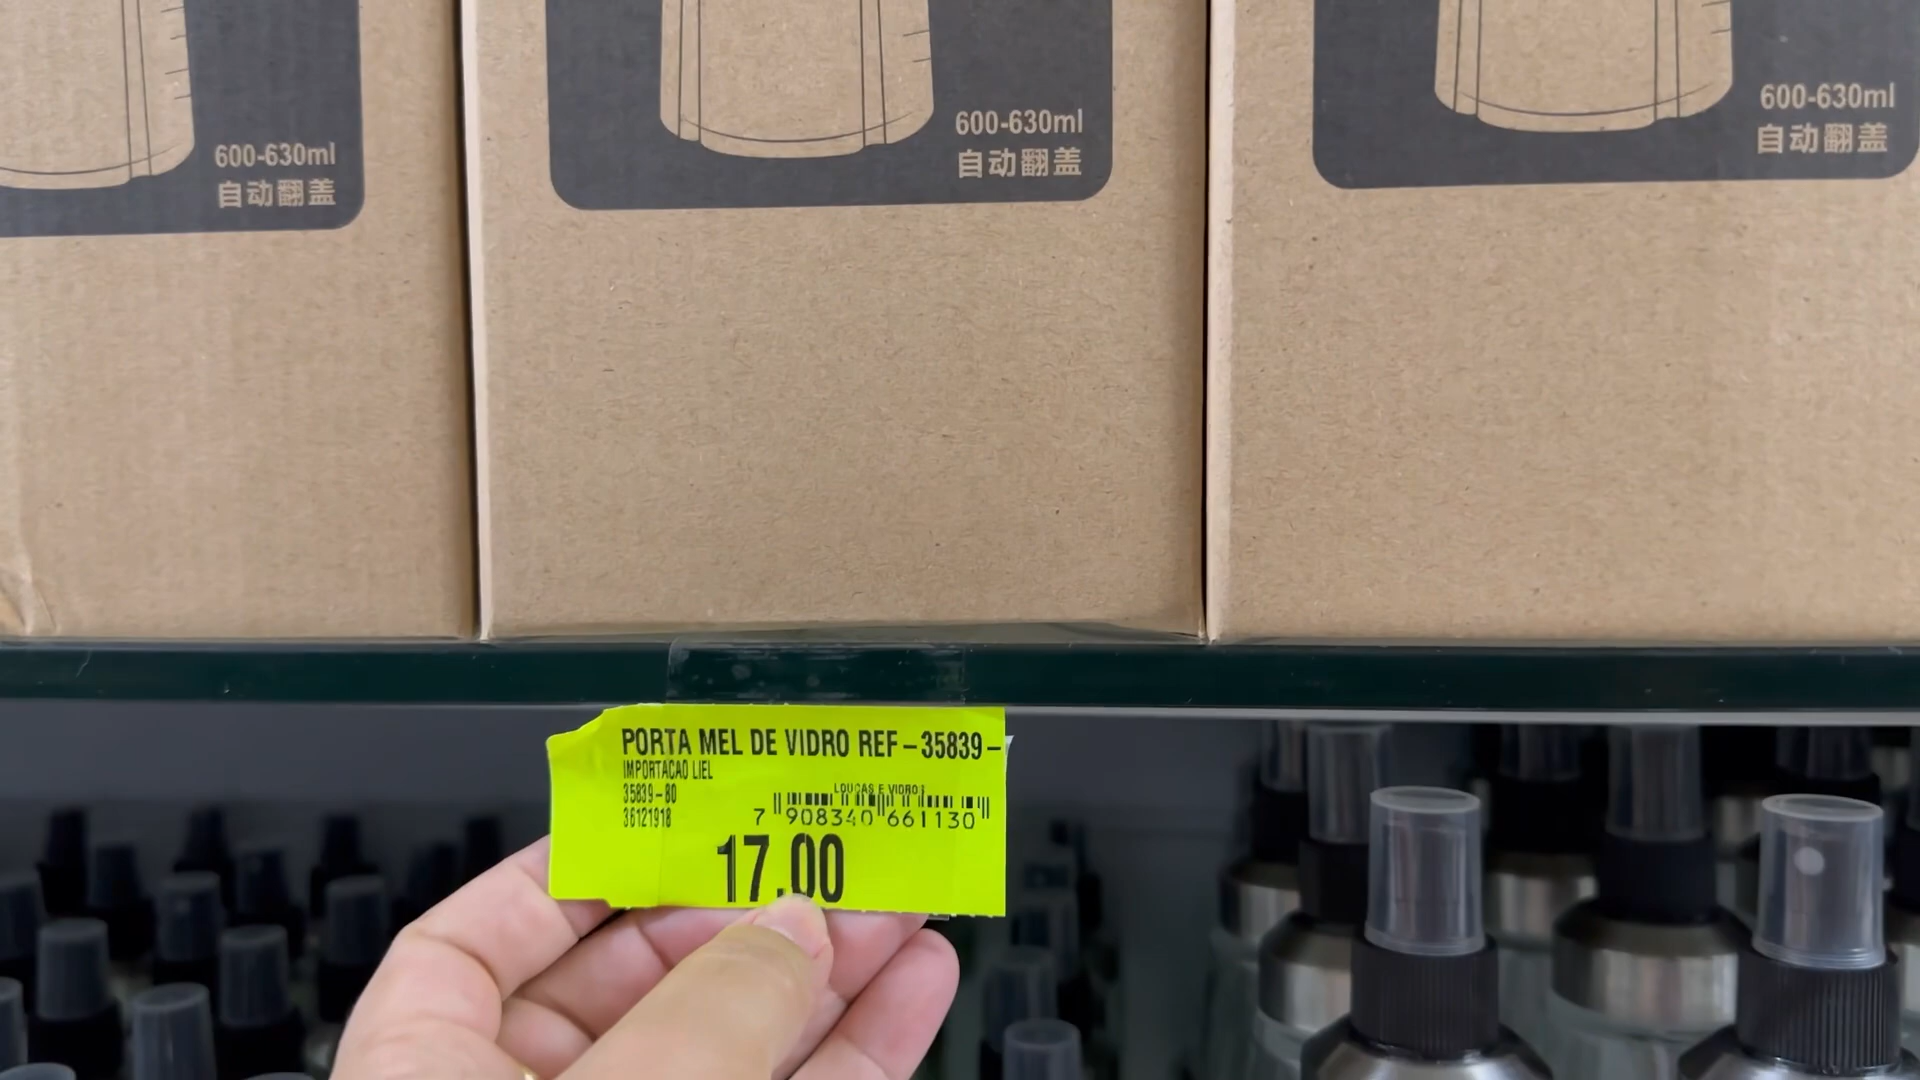 600-630ml
自动翻盖
600-630ml
自动翻盖
600-630ml
自动翻盖
PORTA MEL DE VIDRO REF-35839-
IMPORTACAO LIEL
35839-80
LOUCAS E VIDROS
36121918
7 908340 661130
17.00